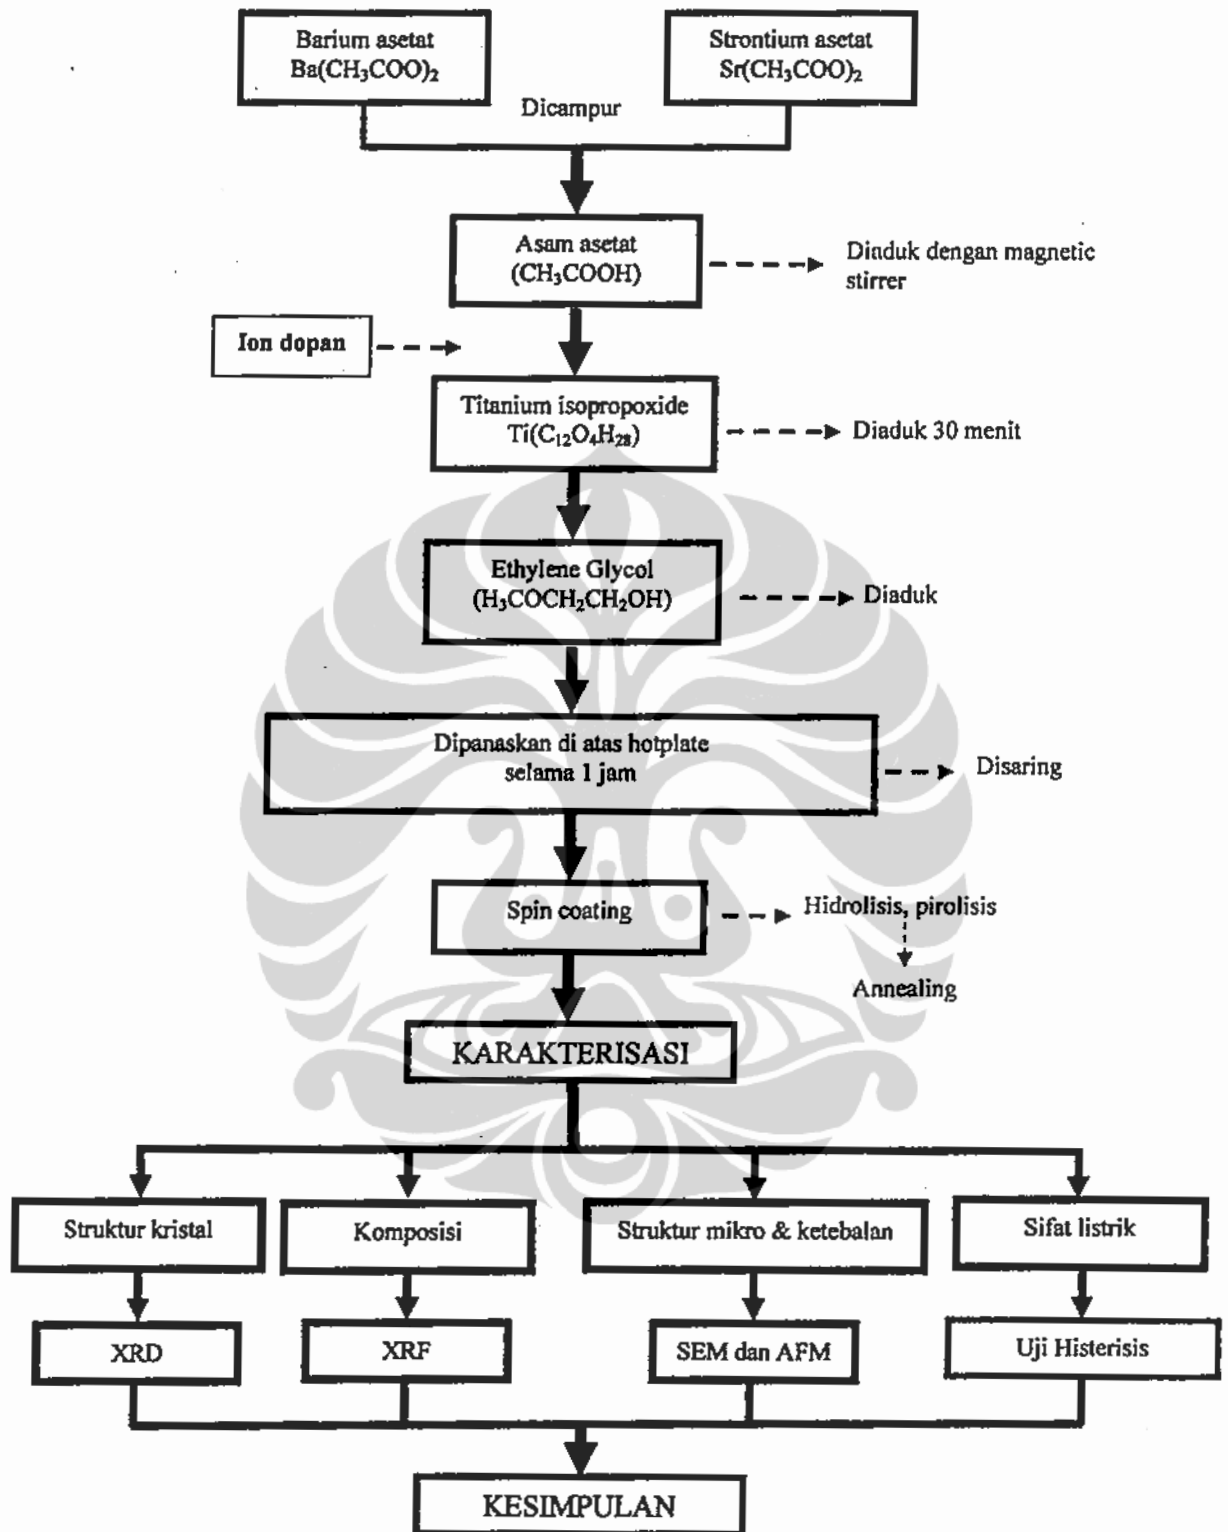 Barium asetat
Ba(CH₃COO)₂
Strontium asetat
Sr(CH₃COO)₂
Dicampur
Asam asetat
(CH₃COOH)
Diaduk dengan magnetic
stirrer
Ion dopan
Titanium isopropoxide
Ti(C₁₂O₄H₂₈)
Diaduk 30 menit
Ethylene Glycol
(H₃COCH₂CH₂OH)
Diaduk
Dipanaskan di atas hotplate
selama 1 jam
Disaring
Spin coating
Hidrolisis, pirolisis
Annealing
KARAKTERISASI
Struktur kristal
Komposisi
Struktur mikro & ketebalan
Sifat listrik
XRD
XRF
SEM dan AFM
Uji Histerisis
KESIMPULAN